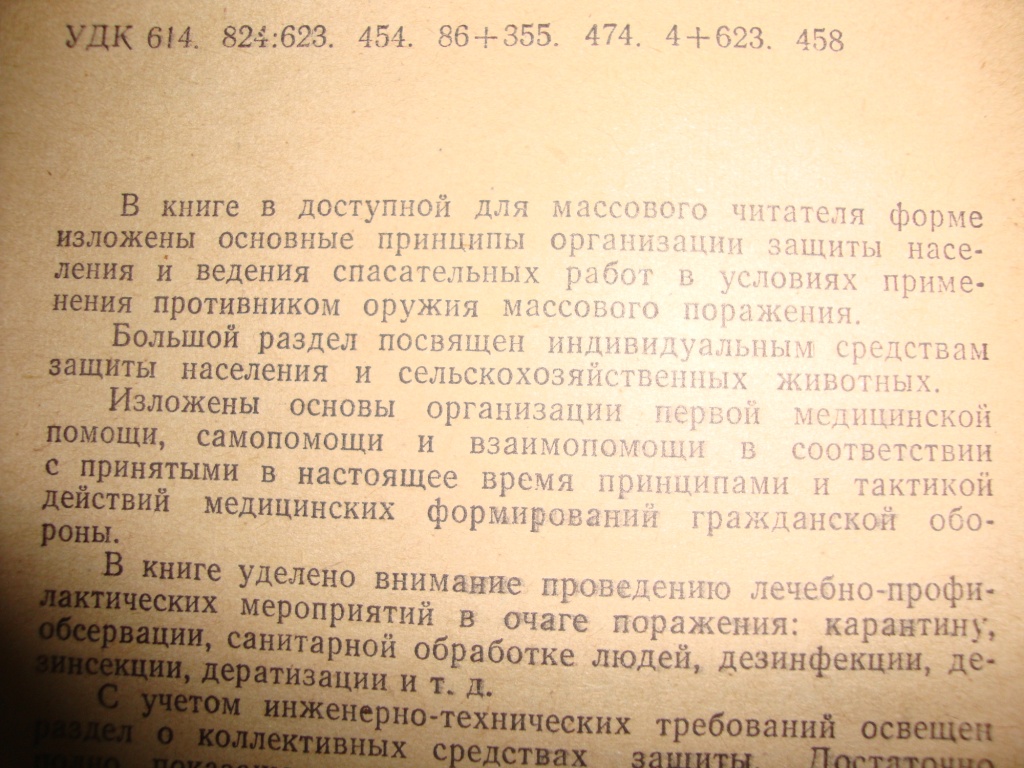 УДК 614. 824:623. 454. 86+355. 474. 4+623. 458
В книге в доступной для массового читателя форме
изложены основные принципы организации защиты насе-
ления и ведения спасательных работ в условиях приме-
нения противником оружия массового поражения.
Большой раздел посвящен индивидуальным средствам
защиты населения и сельскохозяйственных животных.
Изложены основы организации первой медицинской
помощи, самопомощи и взаимопомощи в соответствии
с принятыми в настоящее время принципами и тактикой
действий медицинских формирований гражданской обо-
роны.
В книге уделено внимание проведению лечебно-профи-
лактических мероприятий в очаге поражения: карантину,
обсервации, санитарной обработке людей, дезинфекции, де-
зинсекции, дератизации и т. д.
С учетом инженерно-технических требований освещен
раздел о коллективных средствах защиты. Достаточно